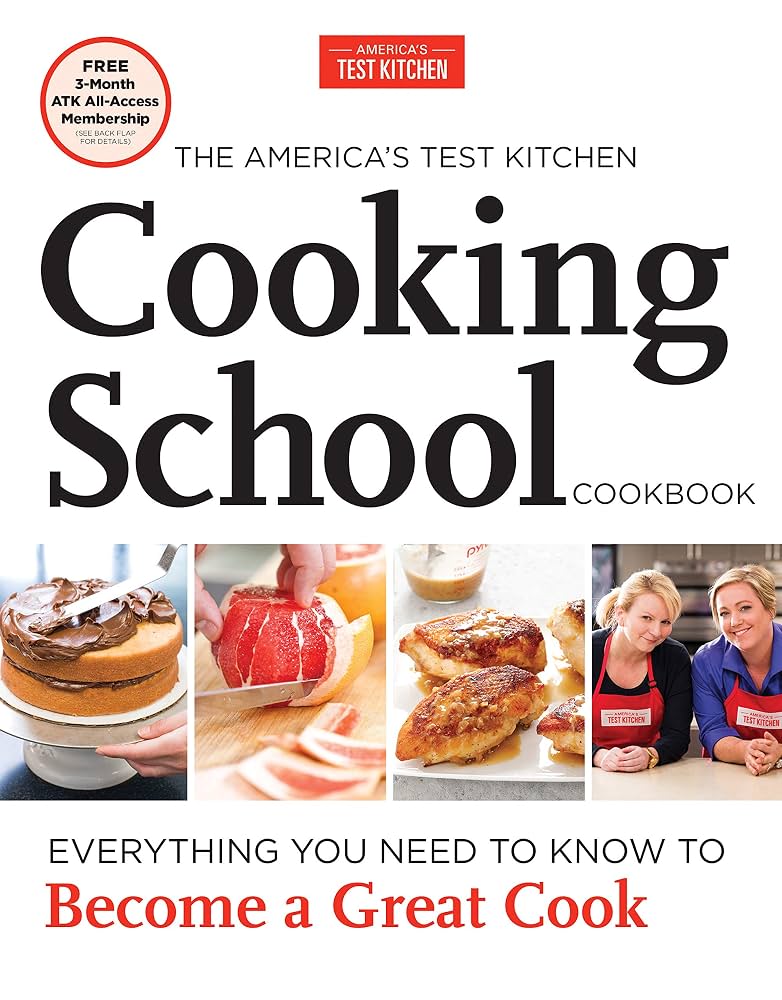 AMERICA'S
TEST KITCHEN
FREE
3-Month
ATK All-Access
Membership
(SEE BACK FLAP
FOR DETAILS)
THE AMERICA'S TEST KITCHEN
Cooking
School
COOKBOOK
PYR
AMERICA'S
TEST KITCHEN
AMERICA'S
TEST KITCHEN
EVERYTHING YOU NEED TO KNOW TO
Become a Great Cook